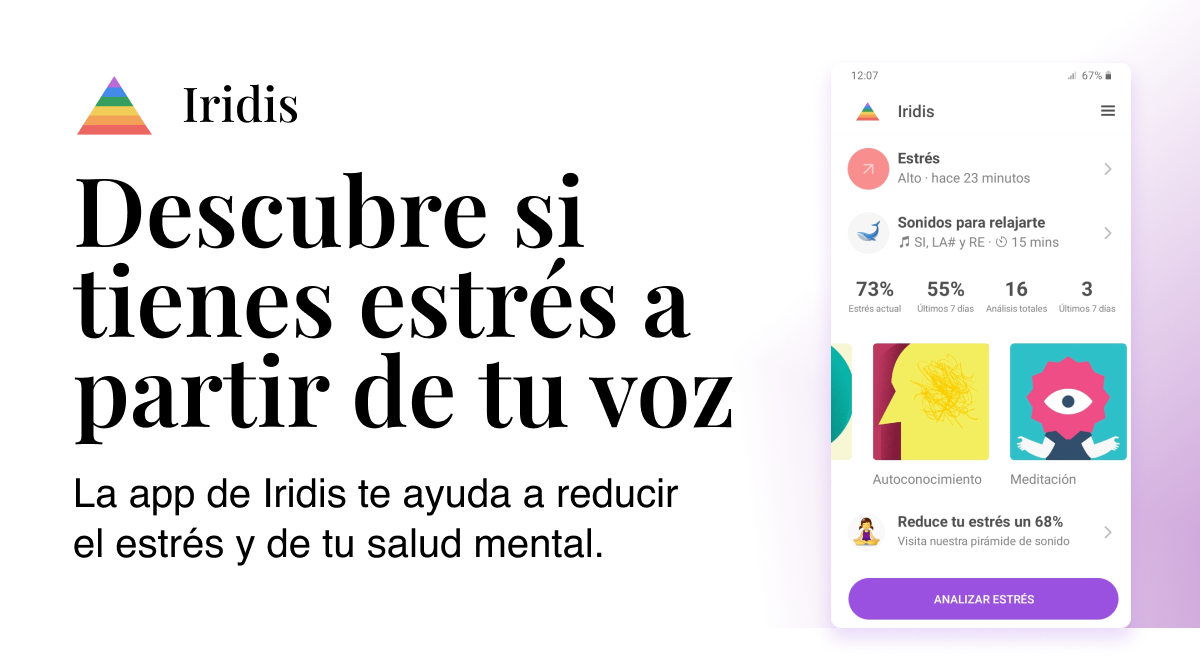 Iridis
Descubre si
tienes estrés a
partir de tu voz
La app de Iridis te ayuda a reducir
el estrés y de tu salud mental.
12:07 67%
Iridis
Estrés
Alto · hace 23 minutos
Sonidos para relajarte
SI, LA# y RE · 15 mins
73% 55% 16 3
Estrés actual Últimos 7 días Análisis totales Últimos 7 días
Autoconocimiento Meditación
Reduce tu estrés un 68%
Visita nuestra pirámide de sonido
ANALIZAR ESTRÉS